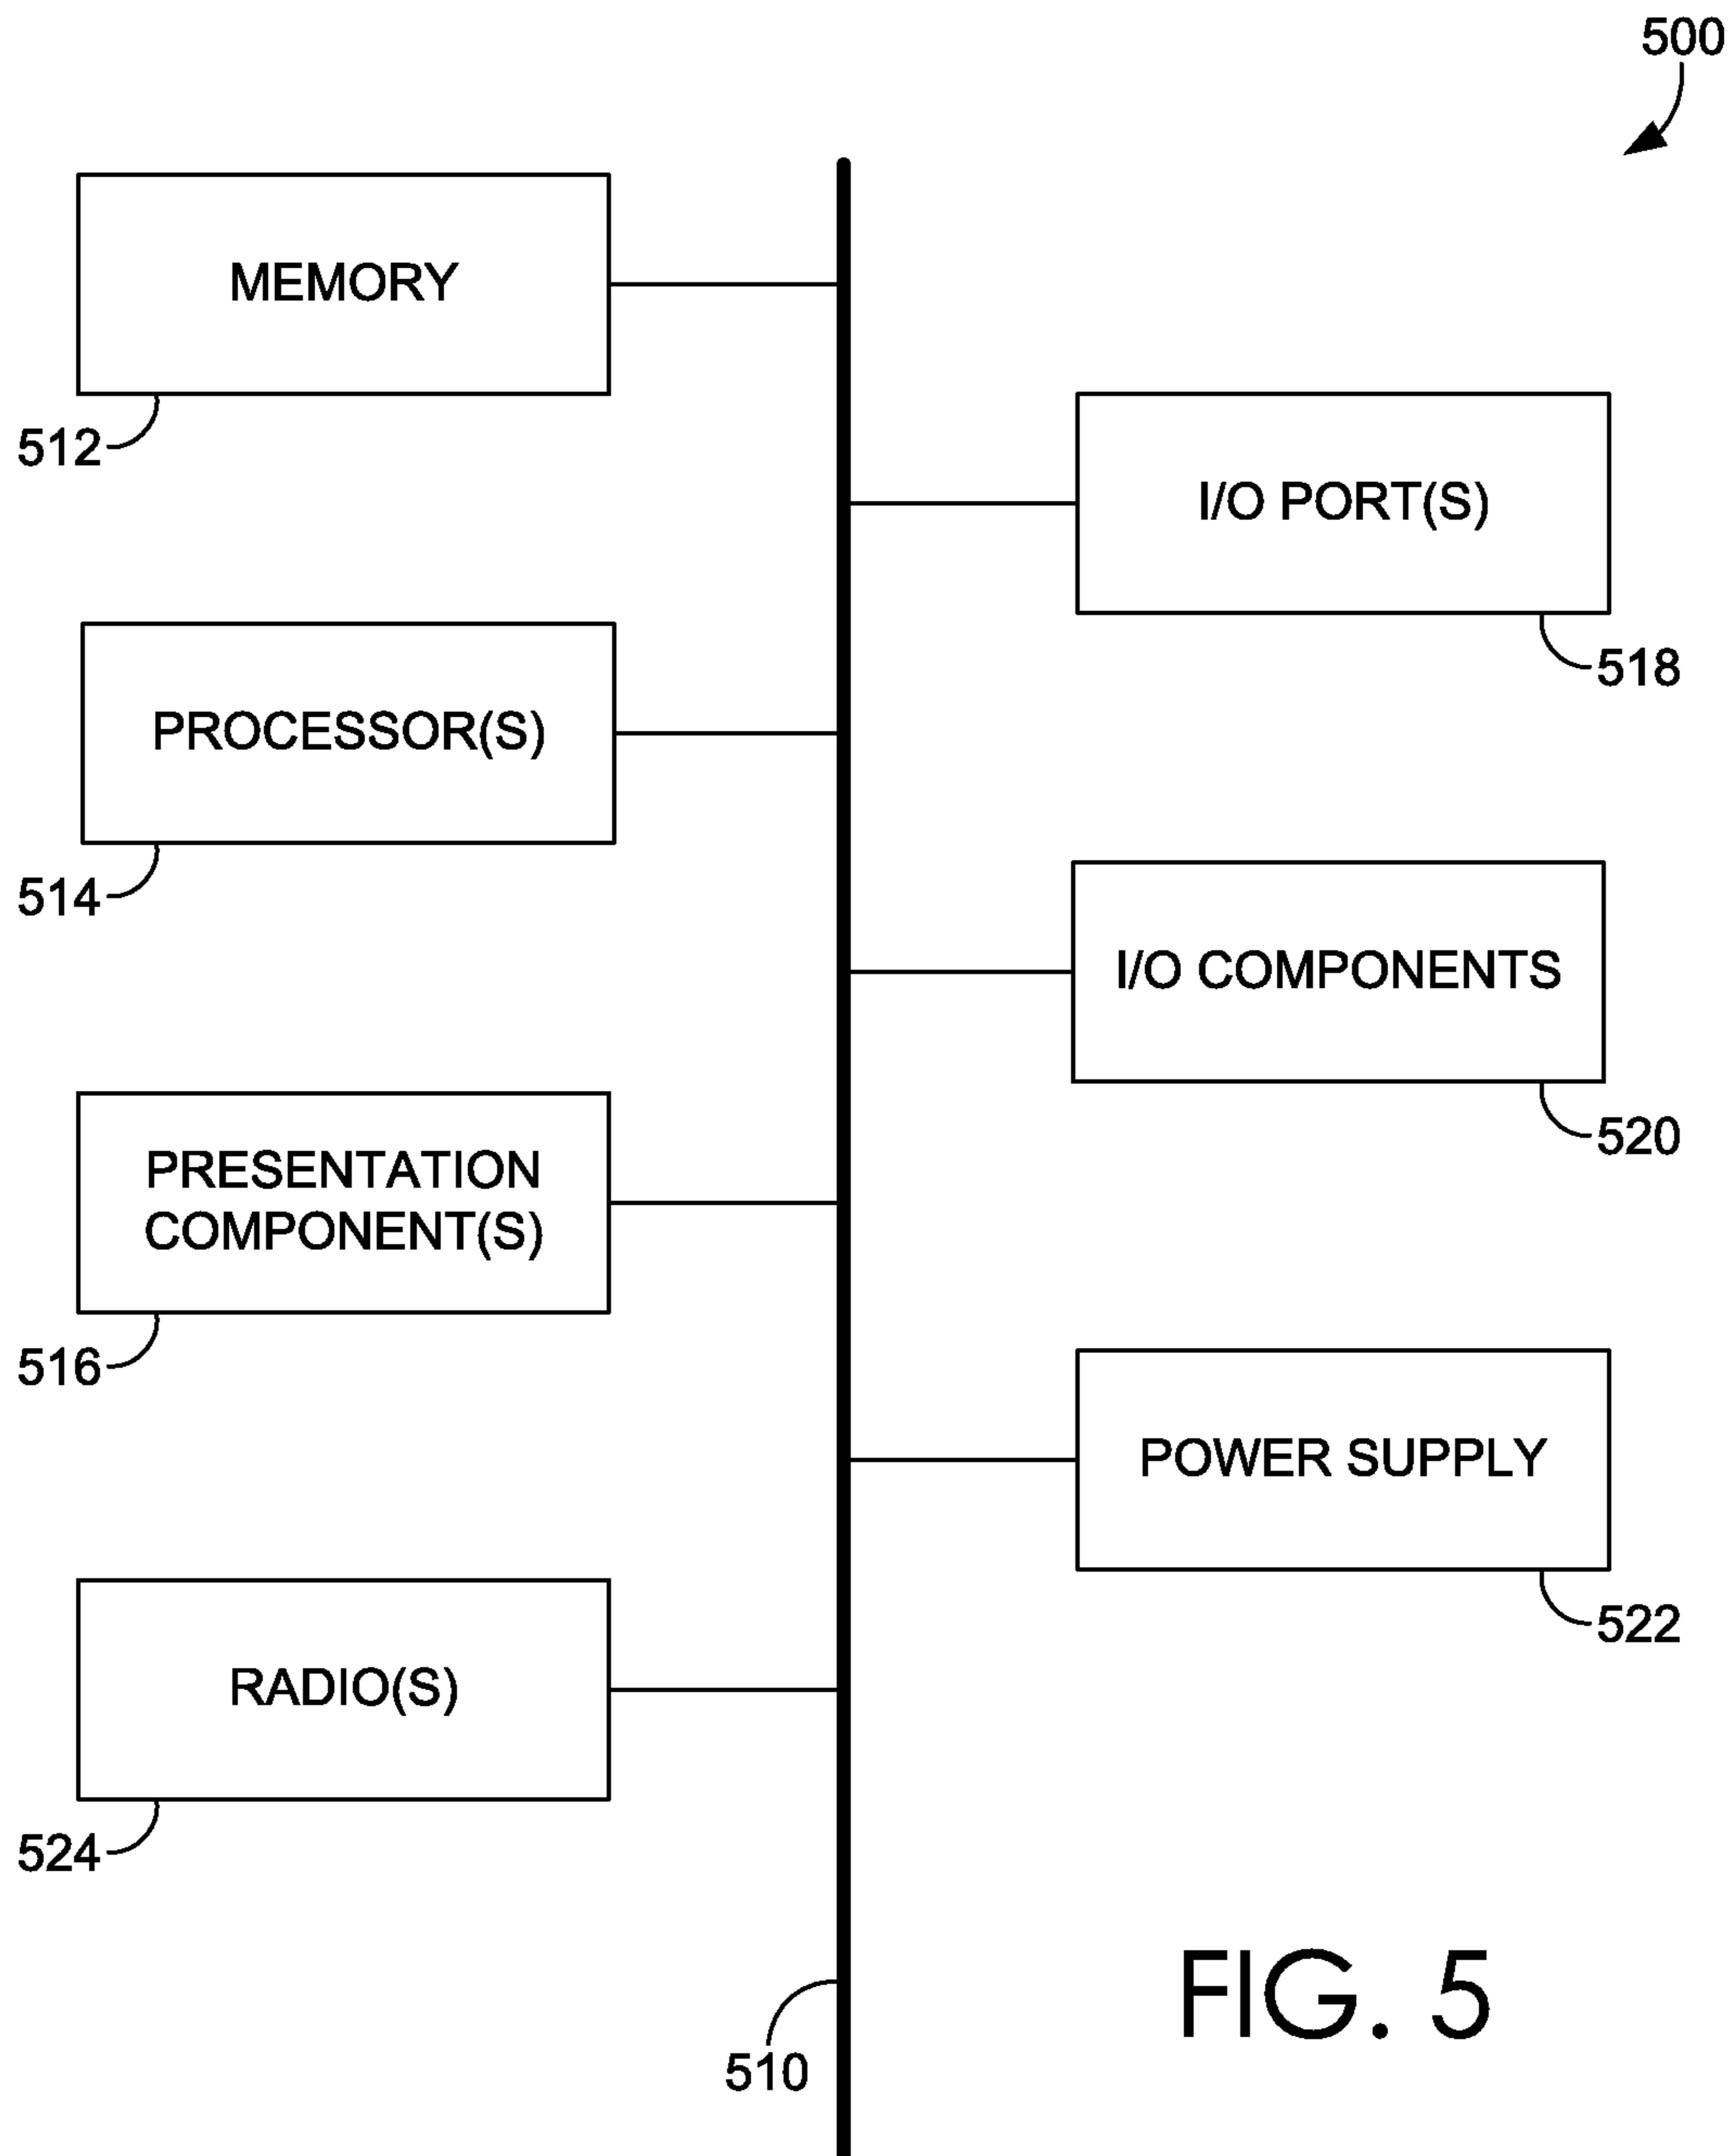 500
MEMORY
512
I/O PORT(S)
518
PROCESSOR(S)
514
I/O COMPONENTS
520
PRESENTATION
COMPONENT(S)
516
POWER SUPPLY
522
RADIO(S)
524
510
FIG. 5